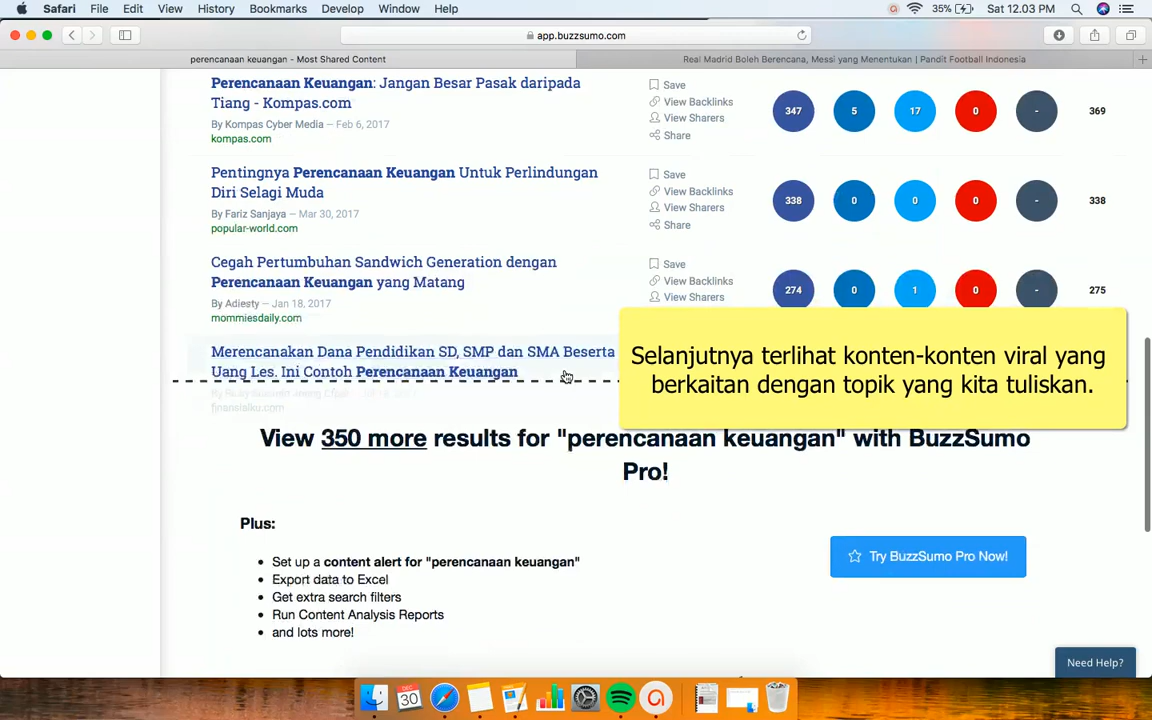 Safari File Edit View History Bookmarks Develop Window Help 35% Sat 12.03 PM
app.buzzsumo.com
perencanaan keuangan - Most Shared Content
Real Madrid Boleh Berencana, Messi yang Menentukan | Pandit Football Indonesia
Perencanaan Keuangan: Jangan Besar Pasak daripada
Tiang - Kompas.com
By Kompas Cyber Media — Feb 6, 2017
kompas.com
Save
View Backlinks
View Sharers
Share
347 5 17 0 - 369
Pentingnya Perencanaan Keuangan Untuk Perlindungan
Diri Selagi Muda
By Fariz Sanjaya — Mar 30, 2017
popular-world.com
Save
View Backlinks
View Sharers
Share
338 0 0 0 - 338
Cegah Pertumbuhan Sandwich Generation dengan
Perencanaan Keuangan yang Matang
By Adiesty — Jan 18, 2017
mommiesdaily.com
Save
View Backlinks
View Sharers
274 0 1 0 - 275
Merencanakan Dana Pendidikan SD, SMP dan SMA Beserta
Uang Les. Ini Contoh Perencanaan Keuangan
finansialku.com
Selanjutnya terlihat konten-konten viral yang
berkaitan dengan topik yang kita tuliskan.
View 350 more results for "perencanaan keuangan" with BuzzSumo
Pro!
Plus:
Set up a content alert for "perencanaan keuangan"
Export data to Excel
Get extra search filters
Run Content Analysis Reports
and lots more!
Try BuzzSumo Pro Now!
Need Help?
DEC
30